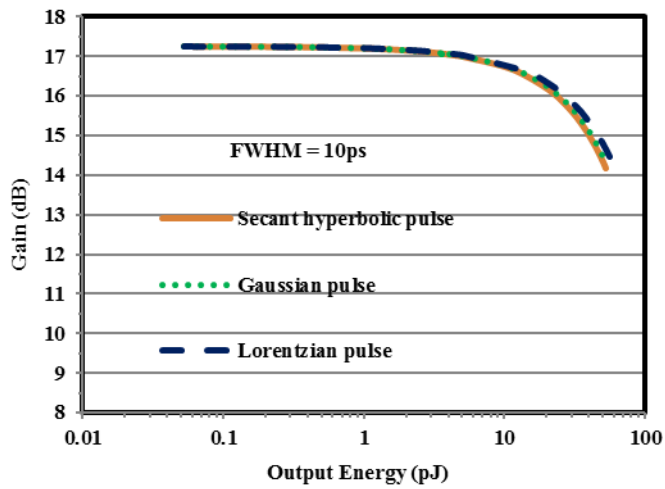 18
17
16
15
14
13
12
11
10
9
8
Gain (dB)
FWHM = 10ps
Secant hyperbolic pulse
Gaussian pulse
Lorentzian pulse
0.01 0.1 1 10 100
Output Energy (pJ)